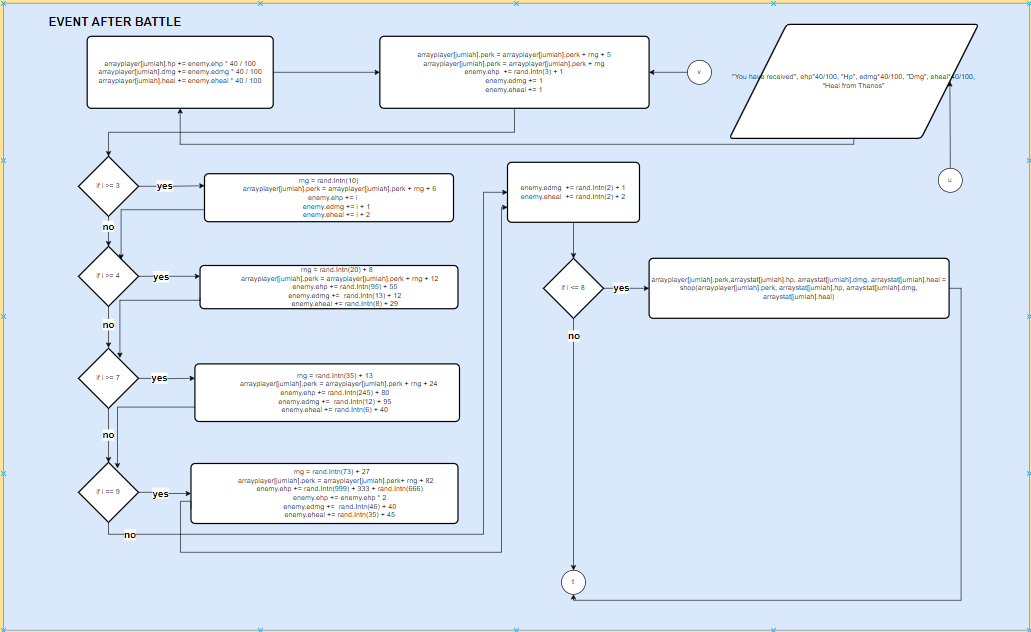 EVENT AFTER BATTLE
arrayplayer[jumlah].hp += enemy.ehp * 40 / 100
arrayplayer[jumlah].dmg += enemy.edmg * 40 / 100
arrayplayer[jumlah].heal += enemy.eheal * 40 / 100
arrayplayer[jumlah].perk = arrayplayer[jumlah].perk + rng + 5
arrayplayer[jumlah].perk = arrayplayer[jumlah].perk + rng
enemy.ehp += rand.Intn(3) + 1
enemy.edmg += 1
enemy.eheal += 1
v
"You have received", ehp*40/100, "Hp", edmg*40/100, "Dmg", eheal*40/100,
"Heal from Thanos"
u
if i >= 3
yes
no
rng = rand.Intn(10)
arrayplayer[jumlah].perk = arrayplayer[jumlah].perk + rng + 6
enemy.ehp += i
enemy.edmg += i + 1
enemy.eheal += i + 2
if i >= 4
yes
no
rng = rand.Intn(20) + 8
arrayplayer[jumlah].perk = arrayplayer[jumlah].perk + rng + 12
enemy.ehp += rand.Intn(95) + 55
enemy.edmg += rand.Intn(13) + 12
enemy.eheal += rand.Intn(8) + 29
if i >= 7
yes
no
rng = rand.Intn(35) + 13
arrayplayer[jumlah].perk = arrayplayer[jumlah].perk + rng + 24
enemy.ehp += rand.Intn(245) + 80
enemy.edmg += rand.Intn(12) + 95
enemy.eheal += rand.Intn(6) + 40
if i == 9
yes
no
rng = rand.Intn(73) + 27
arrayplayer[jumlah].perk = arrayplayer[jumlah].perk+ rng + 82
enemy.ehp += rand.Intn(999) + 333 + rand.Intn(666)
enemy.ehp += enemy.ehp * 2
enemy.edmg += rand.Intn(46) + 40
enemy.eheal += rand.Intn(35) + 45
enemy.edmg += rand.Intn(2) + 1
enemy.eheal += rand.Intn(2) + 2
if i <= 8
yes
no
arrayplayer[jumlah].perk,arraystat[jumlah].hp, arraystat[jumlah].dmg, arraystat[jumlah].heal =
shop(arrayplayer[jumlah].perk, arraystat[jumlah].hp, arraystat[jumlah].dmg,
arraystat[jumlah].heal)
t